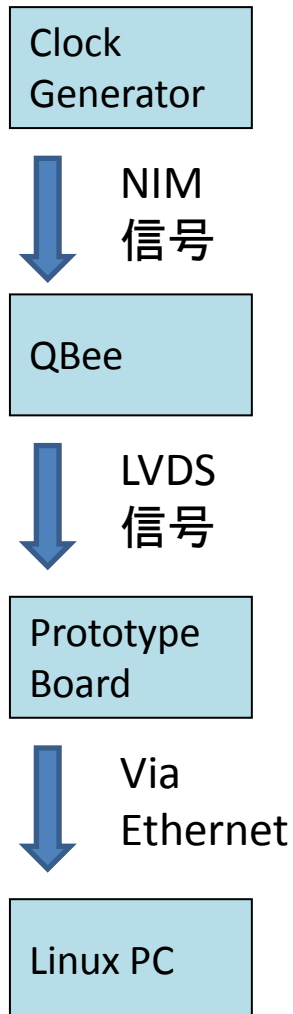 Clock
Generator
NIM
信号
QBee
LVDS
信号
Prototype
Board
Via
Ethernet
Linux PC